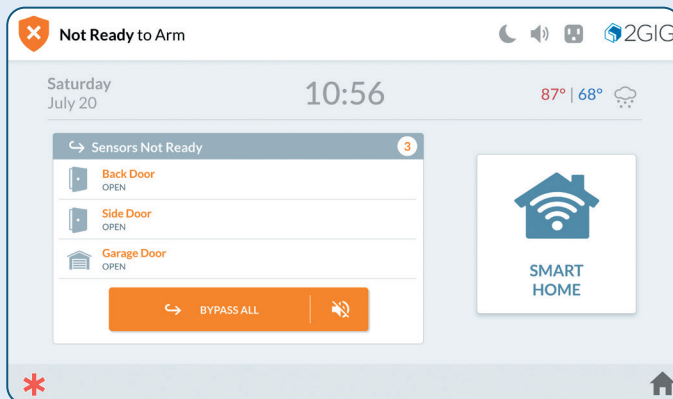 Not Ready to Arm
2GIG
Saturday
July 20
10:56
87° | 68°
Sensors Not Ready
3
Back Door
OPEN
Side Door
OPEN
Garage Door
OPEN
BYPASS ALL
SMART
HOME